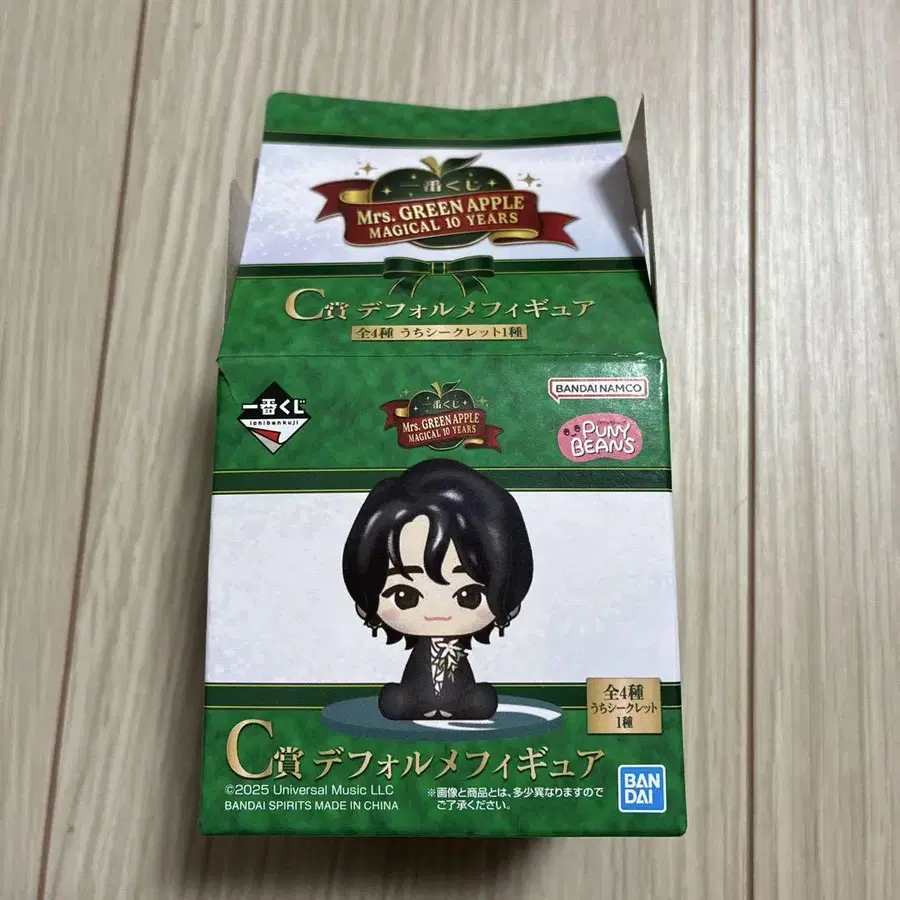 一番くじ
Mrs. GREEN APPLE
MAGICAL 10 YEARS
C賞 デフォルメフィギュア
全4種 うちシークレット1種
一番くじ
ichibankuji
一番くじ
Mrs. GREEN APPLE
MAGICAL 10 YEARS
BANDAI NAMCO
PUNY
BEANS
全4種
うちシークレット
1種
C賞 デフォルメフィギュア
©2025 Universal Music LLC
BANDAI SPIRITS MADE IN CHINA
※画像と商品とは、多少異なりますので
ご了承ください。
BAN
DAI